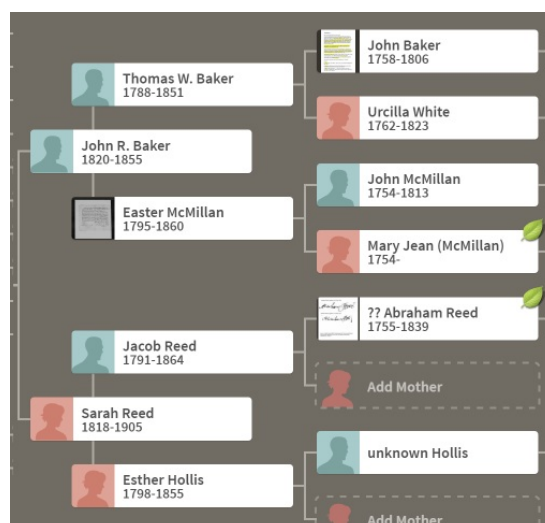 John Baker
1758-1806
Thomas W. Baker
1788-1851
Urcilla White
1762-1823
John R. Baker
1820-1855
John McMillan
1754-1813
Easter McMillan
1795-1860
Mary Jean (McMillan)
1754-
?? Abraham Reed
1755-1839
Jacob Reed
1791-1864
Add Mother
Sarah Reed
1818-1905
unknown Hollis
Esther Hollis
1798-1855
Add Mother